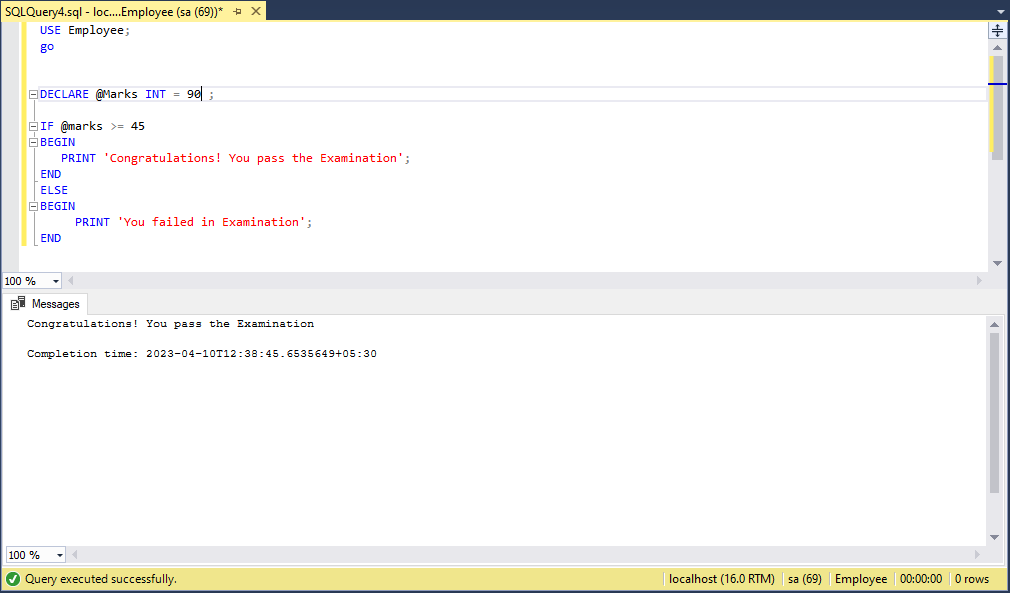 SQLQuery4.sql - loc....Employee (sa (69))*
USE Employee;
go
DECLARE @Marks INT = 90 ;
IF @marks >= 45
BEGIN
PRINT 'Congratulations! You pass the Examination';
END
ELSE
BEGIN
PRINT 'You failed in Examination';
END
100 %
Messages
Congratulations! You pass the Examination
Completion time: 2023-04-10T12:38:45.6535649+05:30
100 %
Query executed successfully. localhost (16.0 RTM) sa (69) Employee 00:00:00 0 rows